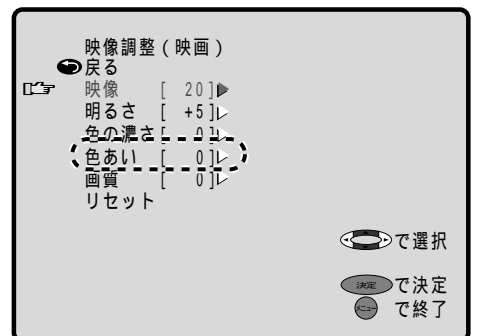 映像調整(映画)
戻る
映像 [ 20]
明るさ [ +5]
色の濃さ[ 0]
色あい [ 0]
画質 [ 0]
リセット
で選択
決定 で決定
メニュー で終了